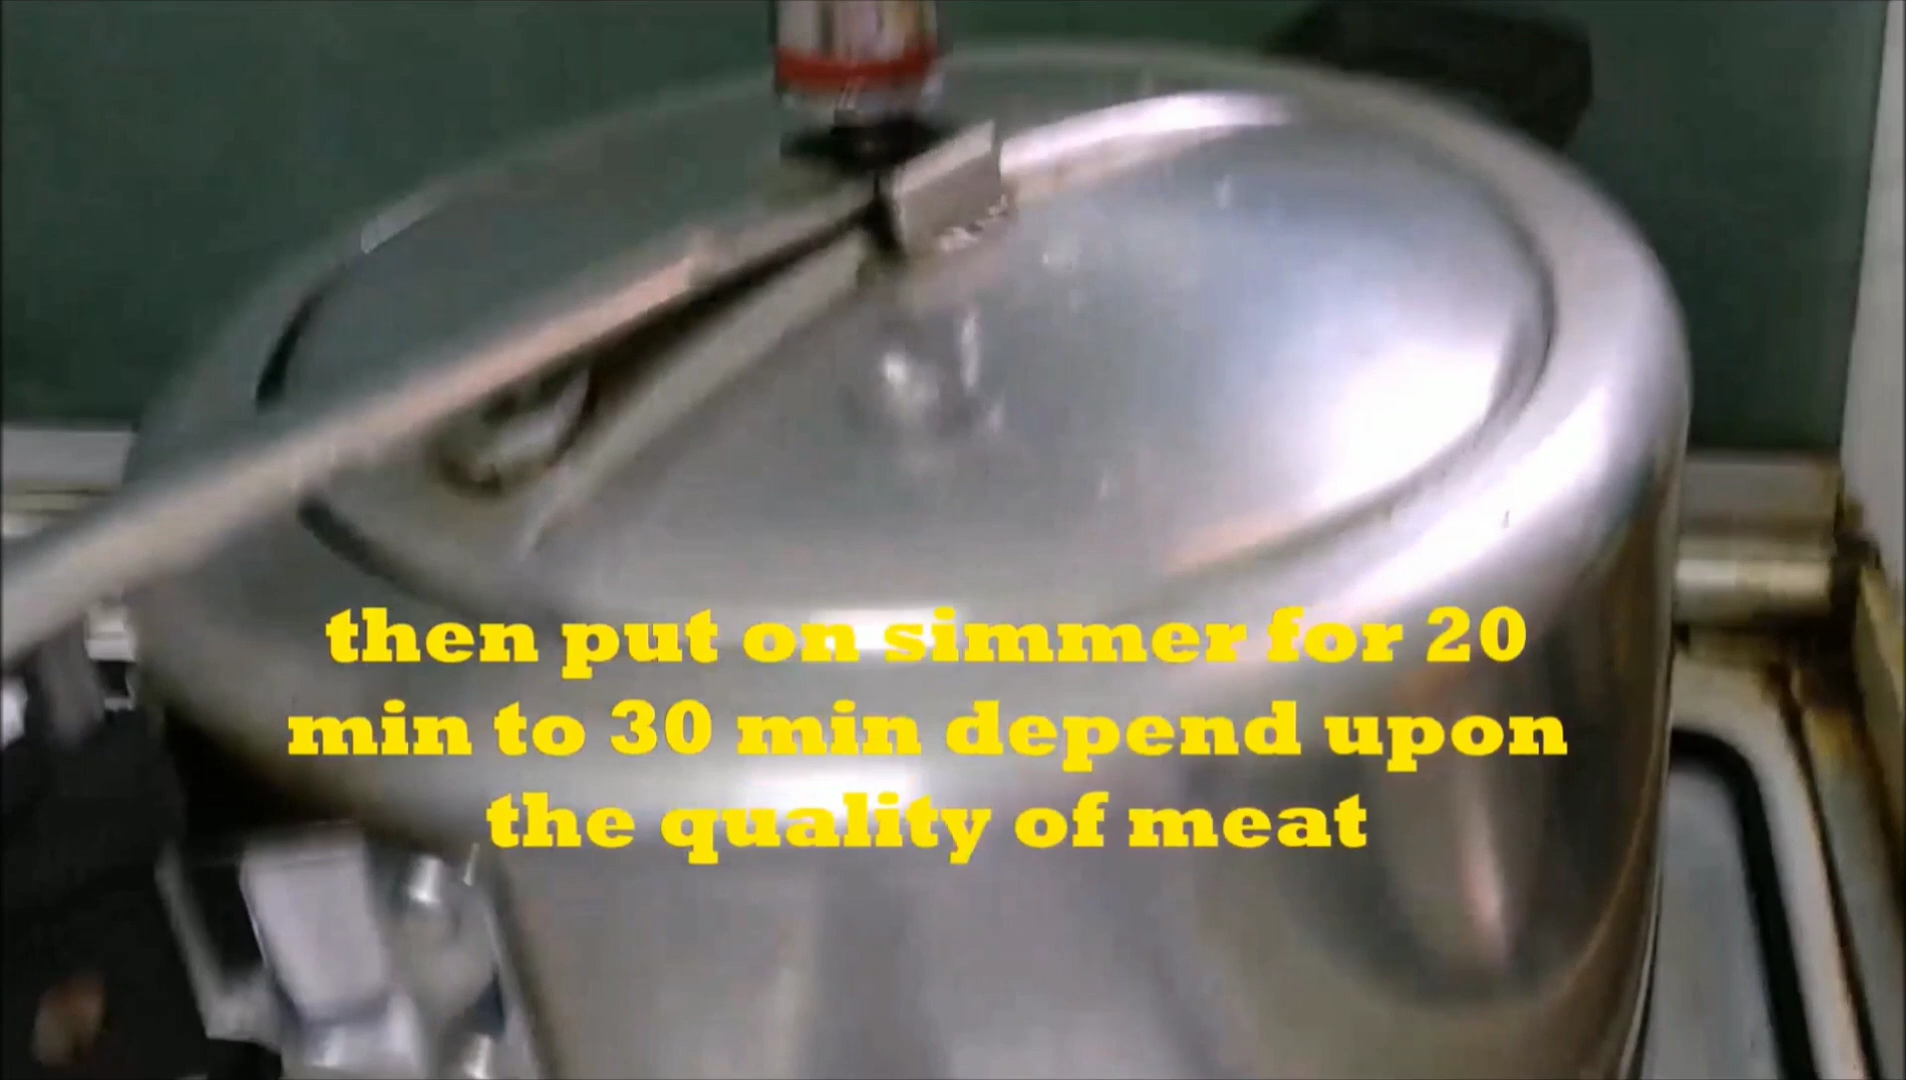 then put on simmer for 20
min to 30 min depend upon
the quality of meat